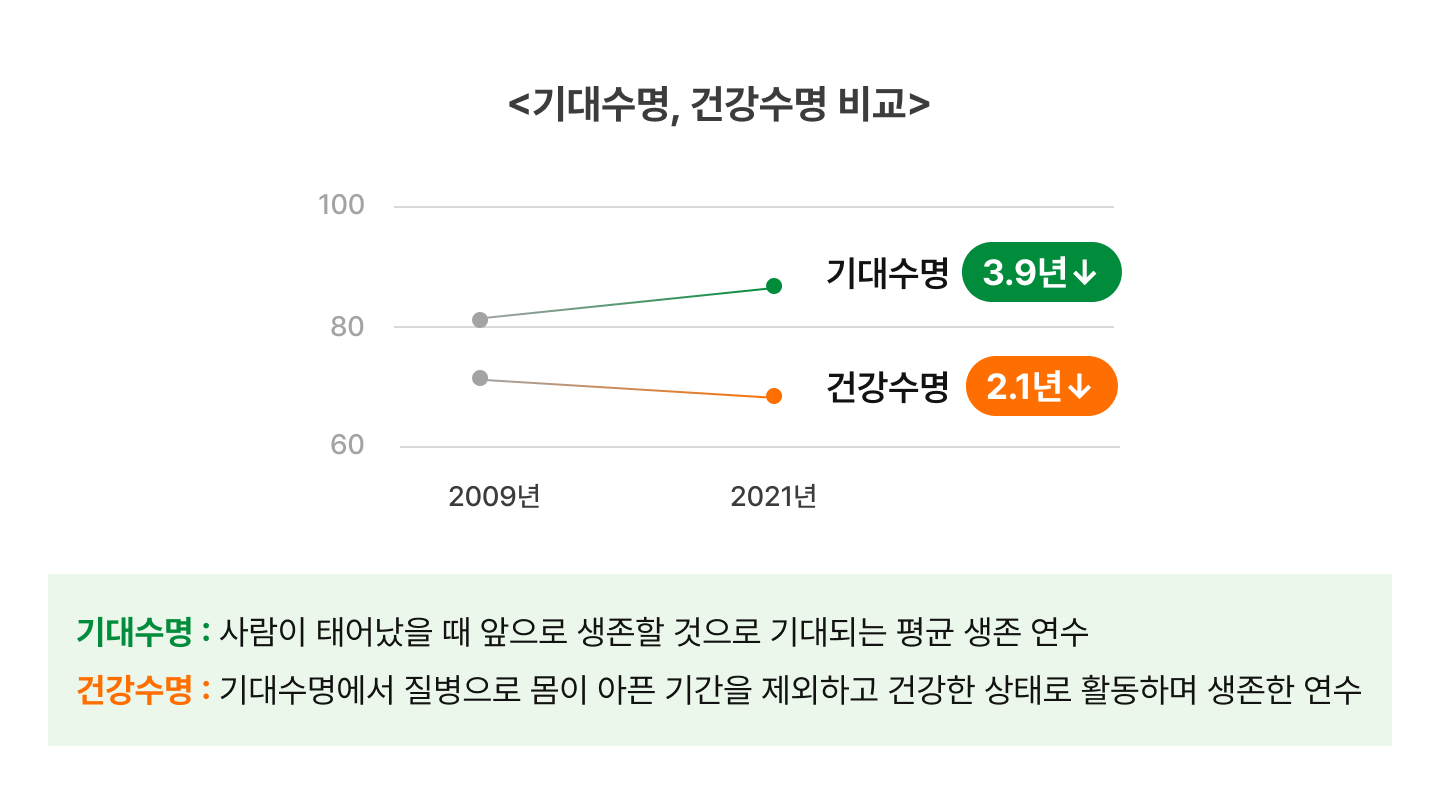 <기대수명, 건강수명 비교>
100
기대수명 3.9년↓
80
건강수명 2.1년↓
60
2009년 2021년
기대수명 : 사람이 태어났을 때 앞으로 생존할 것으로 기대되는 평균 생존 연수
건강수명 : 기대수명에서 질병으로 몸이 아픈 기간을 제외하고 건강한 상태로 활동하며 생존한 연수